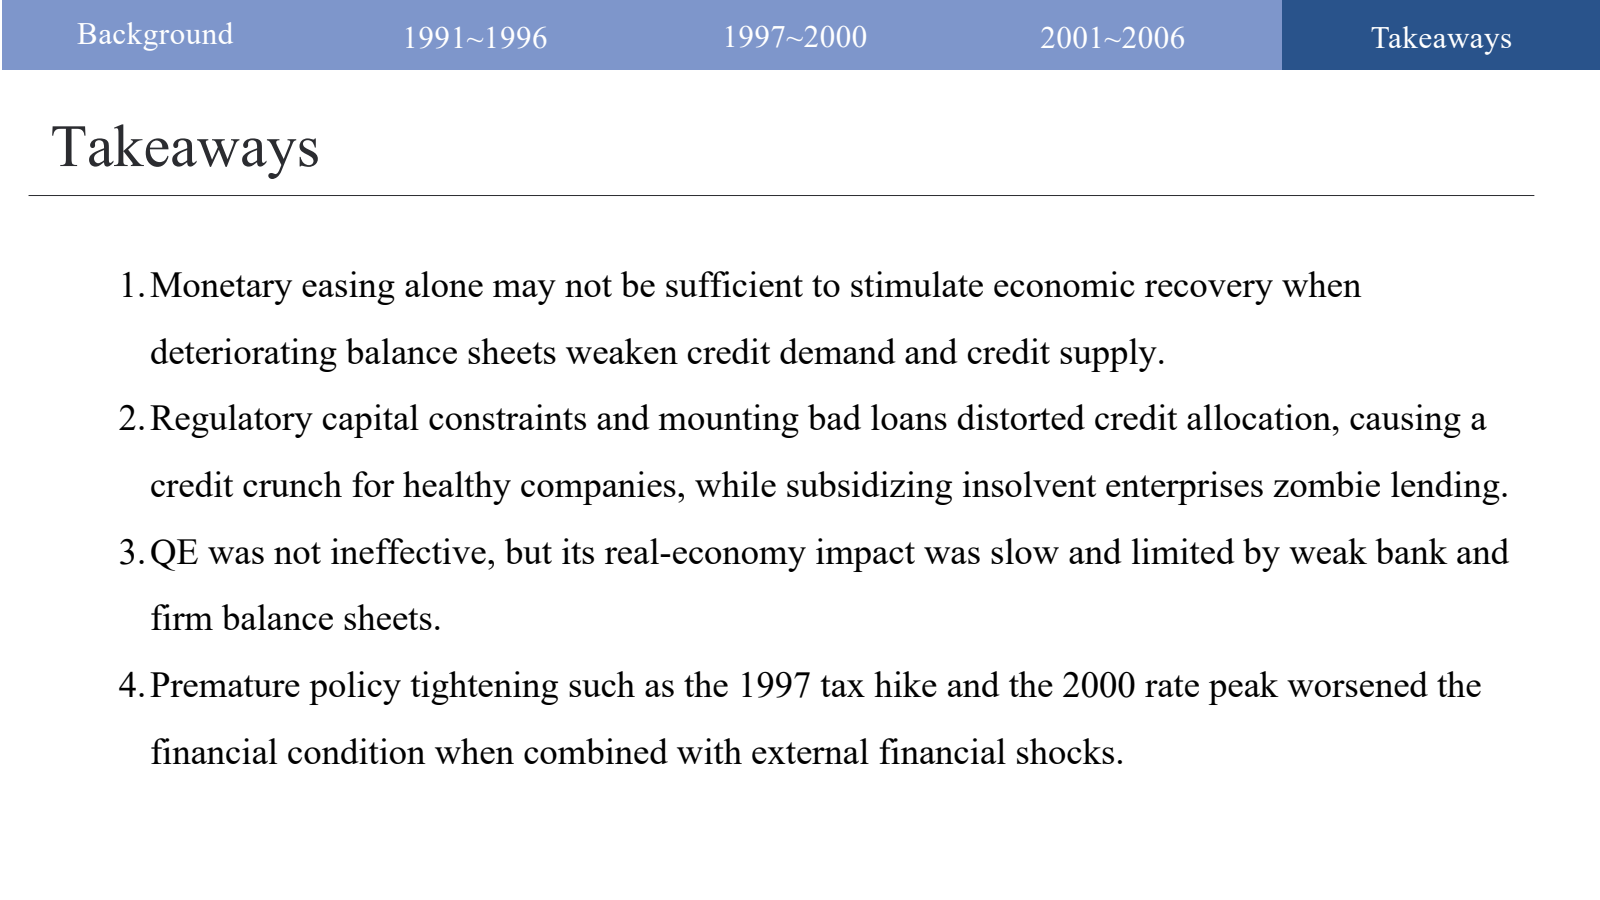 Background
1991~1996
1997~2000
2001~2006
Takeaways
Takeaways
1. Monetary easing alone may not be sufficient to stimulate economic recovery when
deteriorating balance sheets weaken credit demand and credit supply.
2. Regulatory capital constraints and mounting bad loans distorted credit allocation, causing a
credit crunch for healthy companies, while subsidizing insolvent enterprises zombie lending.
3. QE was not ineffective, but its real-economy impact was slow and limited by weak bank and
firm balance sheets.
4. Premature policy tightening such as the 1997 tax hike and the 2000 rate peak worsened the
financial condition when combined with external financial shocks.